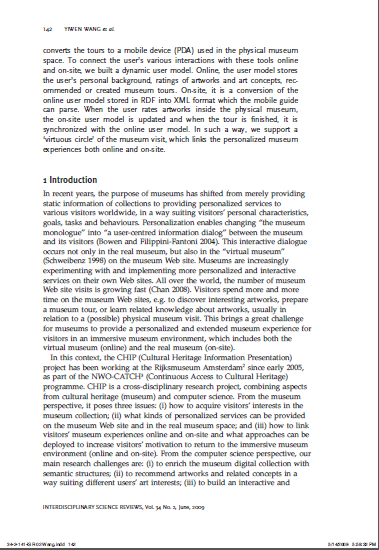 142 YIWEN WANG et al.
converts the tours to a mobile device (PDA) used in the physical museum
space. To connect the user's various interactions with these tools online
and on-site, we built a dynamic user model. Online, the user model stores
the user's personal background, ratings of artworks and art concepts, rec-
ommended or created museum tours. On-site, it is a conversion of the
online user model stored in RDF into XML format which the mobile guide
can parse. When the user rates artworks inside the physical museum,
the on-site user model is updated and when the tour is finished, it is
synchronized with the online user model. In such a way, we support a
'virtuous circle' of the museum visit, which links the personalized museum
experiences both online and on-site.
1 Introduction
In recent years, the purpose of museums has shifted from merely providing
static information of collections to providing personalized services to
various visitors worldwide, in a way suiting visitors' personal characteristics,
goals, tasks and behaviours. Personalization enables changing "the museum
monologue" into "a user-centred information dialog" between the museum
and its visitors (Bowen and Filippini-Fantoni 2004). This interactive dialogue
occurs not only in the real museum, but also in the "virtual museum"
(Schweibenz 1998) on the museum Web site. Museums are increasingly
experimenting with and implementing more personalized and interactive
services on their own Web sites. All over the world, the number of museum
Web site visits is growing fast (Chan 2008). Visitors spend more and more
time on the museum Web sites, e.g. to discover interesting artworks, prepare
a museum tour, or learn related knowledge about artworks, usually in
relation to a (possible) physical museum visit. This brings a great challenge
for museums to provide a personalized and extended museum experience for
visitors in an immersive museum environment, which includes both the
virtual museum (online) and the real museum (on-site).
In this context, the CHIP (Cultural Heritage Information Presentation)
project has been working at the Rijksmuseum Amsterdam² since early 2005,
as part of the NWO-CATCH³ (Continuous Access to Cultural Heritage)
programme. CHIP is a cross-disciplinary research project, combining aspects
from cultural heritage (museum) and computer science. From the museum
perspective, it poses three issues: (i) how to acquire visitors' interests in the
museum collection; (ii) what kinds of personalized services can be provided
on the museum Web site and in the real museum space; and (iii) how to link
visitors' museum experiences online and on-site and what approaches can be
deployed to increase visitors' motivation to return to the immersive museum
environment (online and on-site). From the computer science perspective, our
main research challenges are: (i) to enrich the museum digital collection with
semantic structures; (ii) to recommend artworks and related concepts in a
way suiting different users' art interests; (iii) to build an interactive and
INTERDISCIPLINARY SCIENCE REVIEWS, Vol. 34 No. 2, June, 2009